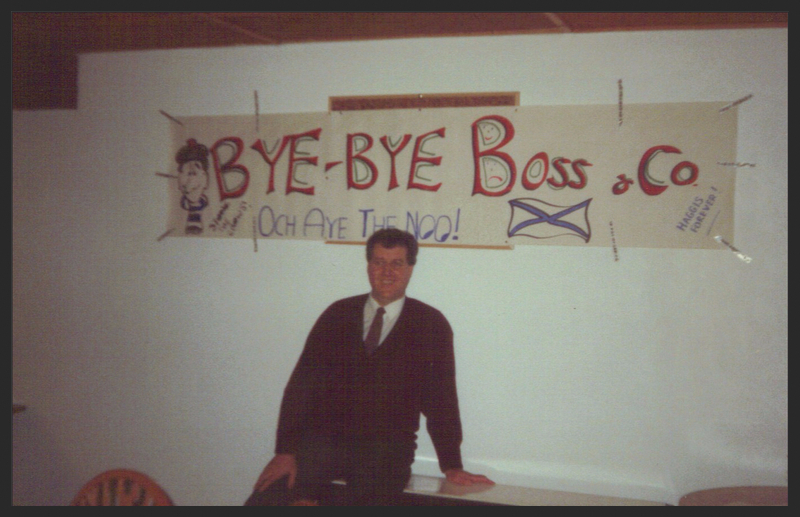 BYE-BYE BOSS & CO.
OCH AYE THE NOO!
HAGGIS
FOREVER!